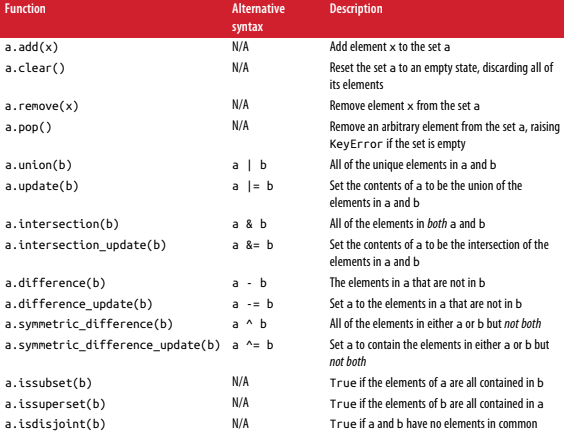 Function Alternative Description
syntax
a.add(x) N/A Add element x to the set a
a.clear() N/A Reset the set a to an empty state, discarding all of
its elements
a.remove(x) N/A Remove element x from the set a
a.pop() N/A Remove an arbitrary element from the set a, raising
KeyError if the set is empty
a.union(b) a | b All of the unique elements in a and b
a.update(b) a |= b Set the contents of a to be the union of the
elements in a and b
a.intersection(b) a & b All of the elements in both a and b
a.intersection_update(b) a &= b Set the contents of a to be the intersection of the
elements in a and b
a.difference(b) a - b The elements in a that are not in b
a.difference_update(b) a -= b Set a to the elements in a that are not in b
a.symmetric_difference(b) a ^ b All of the elements in either a or b but not both
a.symmetric_difference_update(b) a ^= b Set a to contain the elements in either a or b but
not both
a.issubset(b) N/A True if the elements of a are all contained in b
a.issuperset(b) N/A True if the elements of b are all contained in a
a.isdisjoint(b) N/A True if a and b have no elements in common